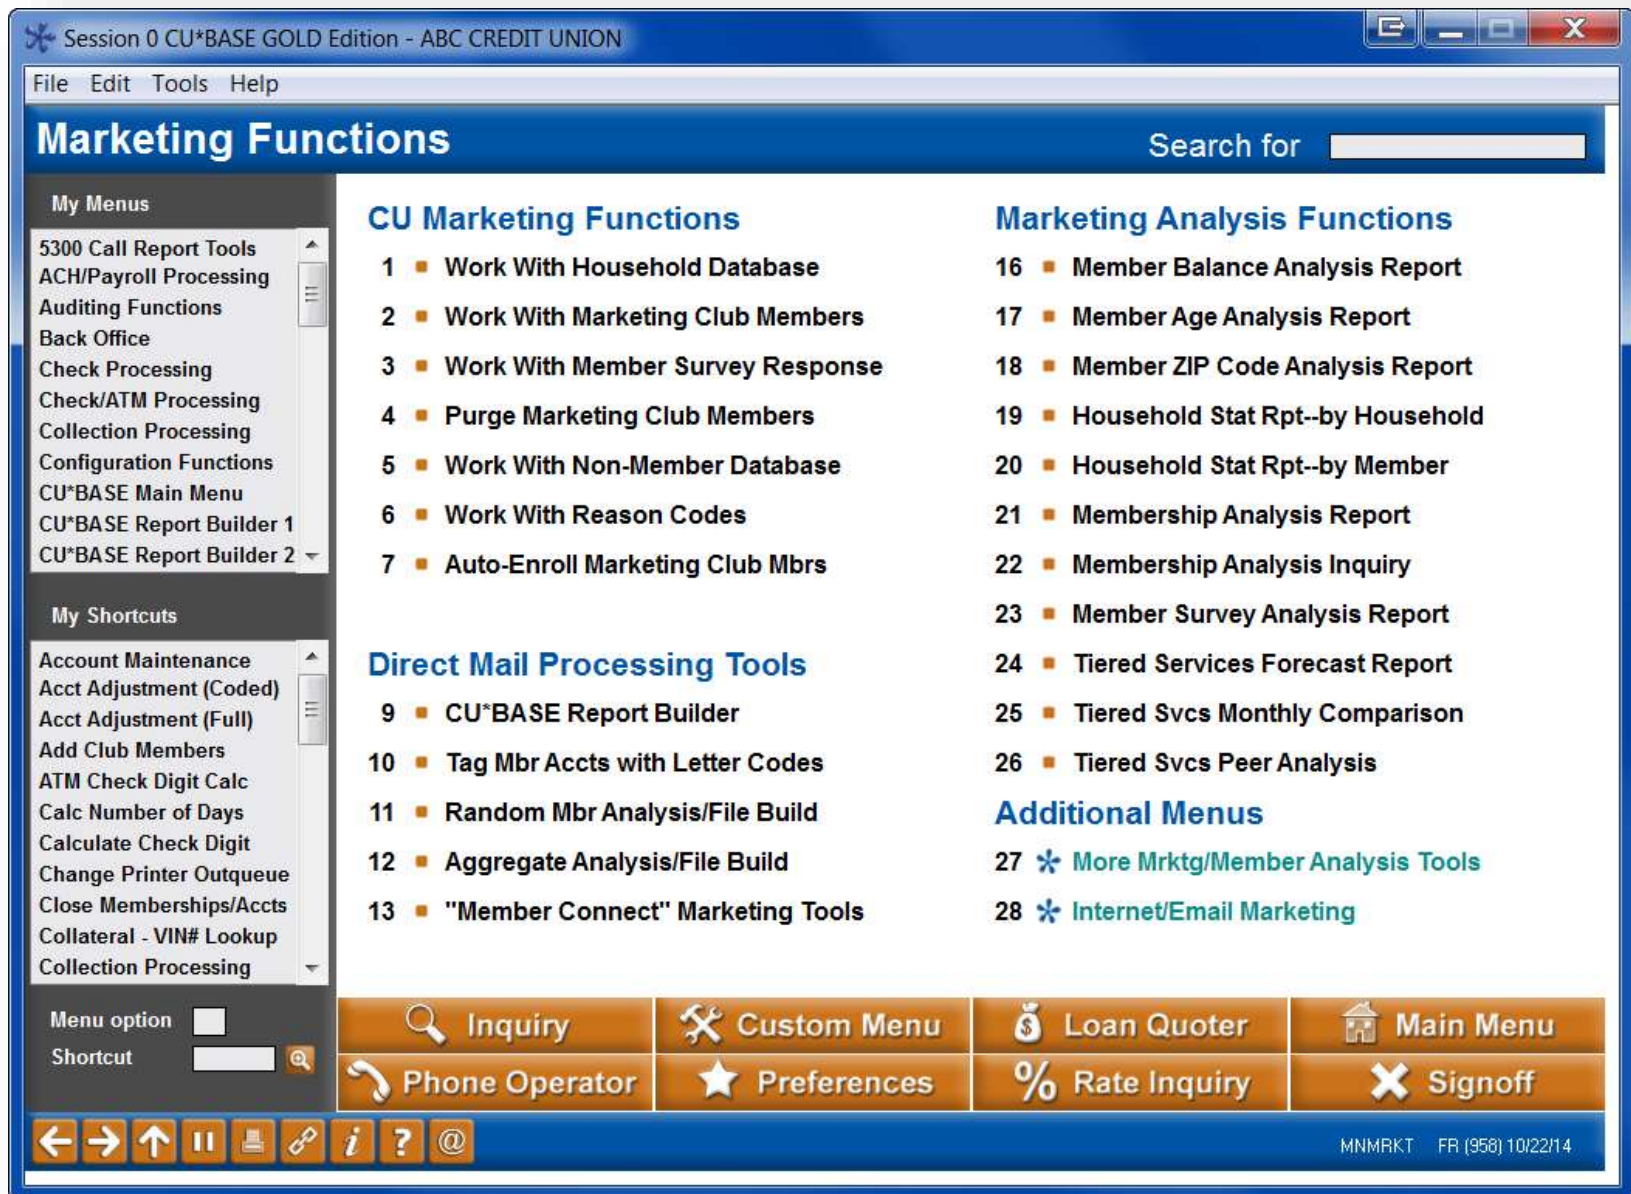 Session 0 CU*BASE GOLD Edition - ABC CREDIT UNION
File Edit Tools Help
Marketing Functions
Search for
My Menus
5300 Call Report Tools
ACH/Payroll Processing
Auditing Functions
Back Office
Check Processing
Check/ATM Processing
Collection Processing
Configuration Functions
CU*BASE Main Menu
CU*BASE Report Builder 1
CU*BASE Report Builder 2
My Shortcuts
Account Maintenance
Acct Adjustment (Coded)
Acct Adjustment (Full)
Add Club Members
ATM Check Digit Calc
Calc Number of Days
Calculate Check Digit
Change Printer Outqueue
Close Memberships/Accts
Collateral - VIN# Lookup
Collection Processing
Menu option
Shortcut
CU Marketing Functions
1 Work With Household Database
2 Work With Marketing Club Members
3 Work With Member Survey Response
4 Purge Marketing Club Members
5 Work With Non-Member Database
6 Work With Reason Codes
7 Auto-Enroll Marketing Club Mbrs
Direct Mail Processing Tools
9 CU*BASE Report Builder
10 Tag Mbr Accts with Letter Codes
11 Random Mbr Analysis/File Build
12 Aggregate Analysis/File Build
13 "Member Connect" Marketing Tools
Marketing Analysis Functions
16 Member Balance Analysis Report
17 Member Age Analysis Report
18 Member ZIP Code Analysis Report
19 Household Stat Rpt--by Household
20 Household Stat Rpt--by Member
21 Membership Analysis Report
22 Membership Analysis Inquiry
23 Member Survey Analysis Report
24 Tiered Services Forecast Report
25 Tiered Svcs Monthly Comparison
26 Tiered Svcs Peer Analysis
Additional Menus
27 More Mrktg/Member Analysis Tools
28 Internet/Email Marketing
Inquiry
Custom Menu
Loan Quoter
Main Menu
Phone Operator
Preferences
Rate Inquiry
Signoff
MNMRKT FR (958) 10/22/14